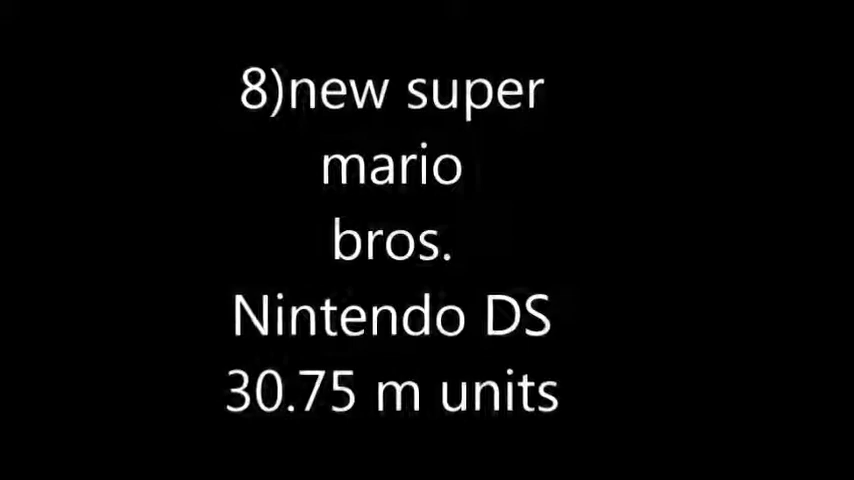 8)new super
mario
bros.
Nintendo DS
30.75 m units